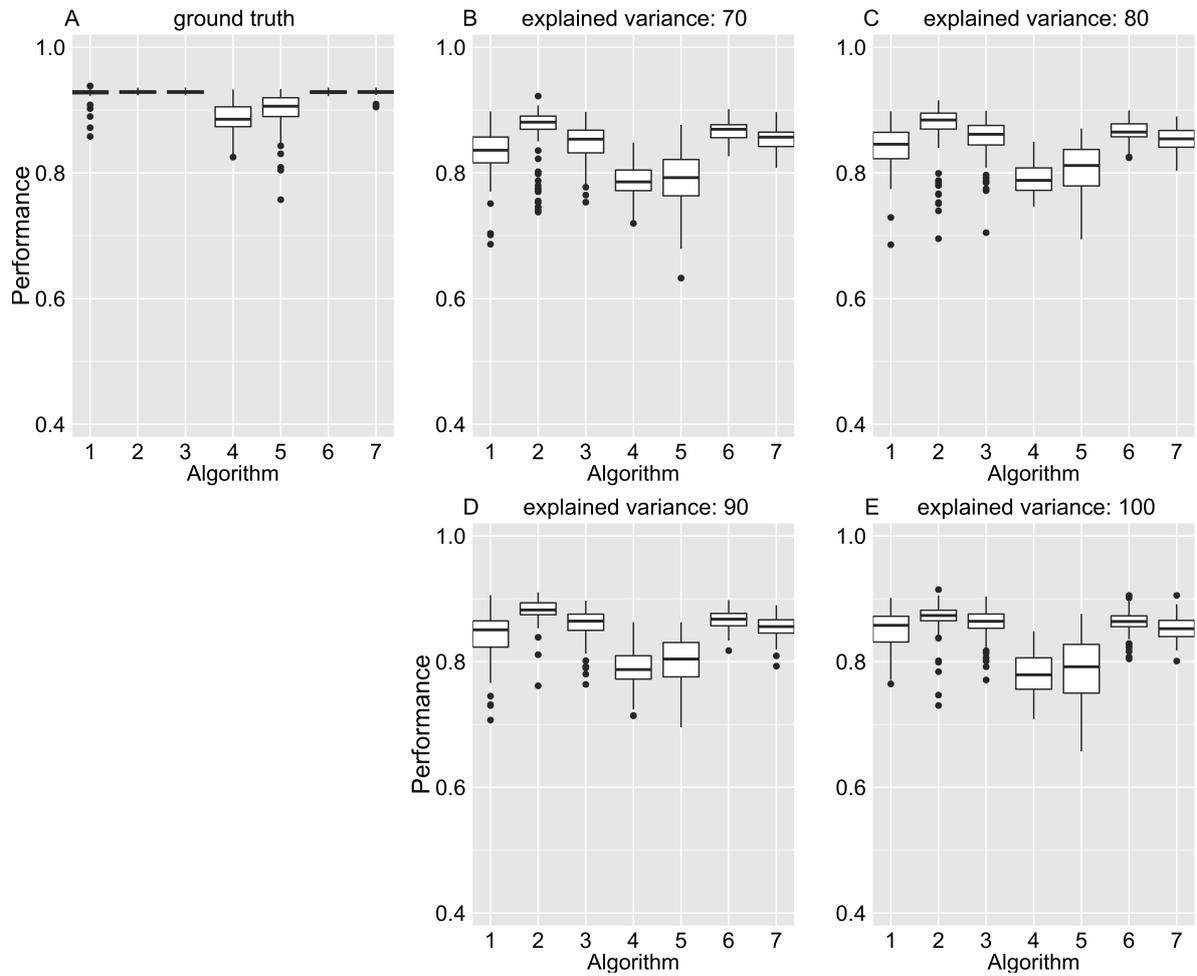 A ground truth
1.0
0.8
0.6
0.4
Performance
1 2 3 4 5 6 7
Algorithm
B explained variance: 70
1.0
0.8
0.6
0.4
1 2 3 4 5 6 7
Algorithm
C explained variance: 80
1.0
0.8
0.6
0.4
1 2 3 4 5 6 7
Algorithm
D explained variance: 90
1.0
0.8
0.6
0.4
Performance
1 2 3 4 5 6 7
Algorithm
E explained variance: 100
1.0
0.8
0.6
0.4
1 2 3 4 5 6 7
Algorithm